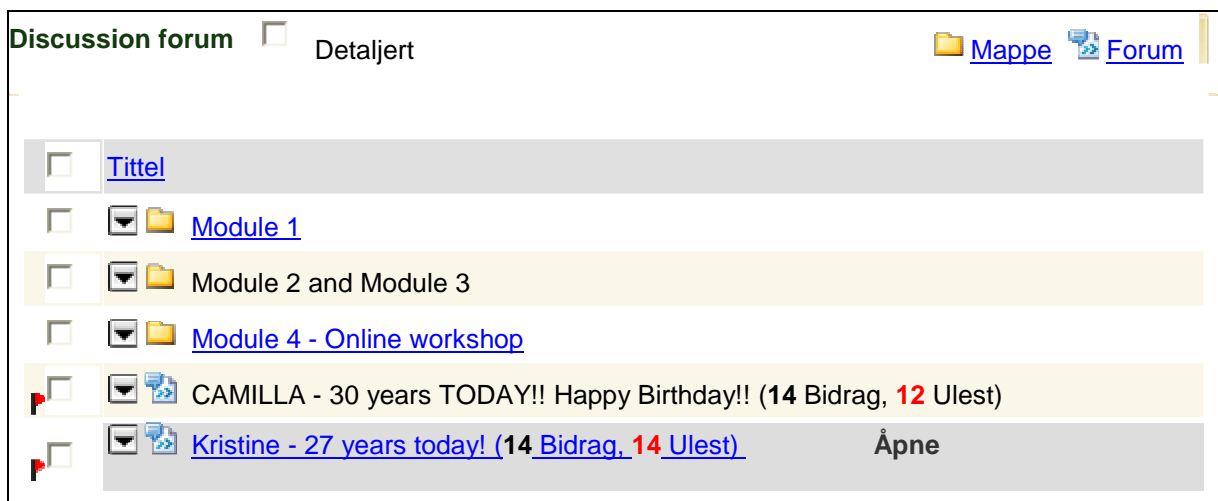 Discussion forum Detaljert Mappe Forum
Tittel
Module 1
Module 2 and Module 3
Module 4 - Online workshop
CAMILLA - 30 years TODAY!! Happy Birthday!! (14 Bidrag, 12 Ulest)
Kristine - 27 years today! (14 Bidrag, 14 Ulest) Åpne